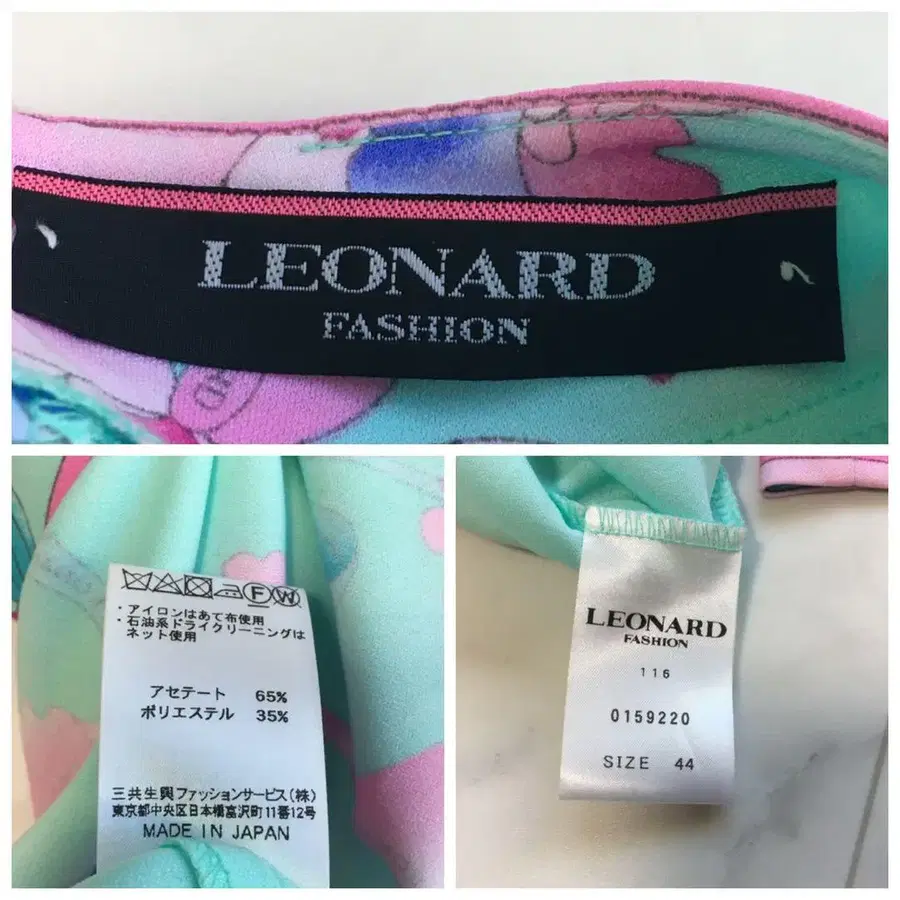 LEONARD
FASHION
・アイロンはあて布使用
・石油系ドライクリーニングは
ネット使用
アセテート 65%
ポリエステル 35%
三共生興ファッションサービス(株)
東京都中央区日本橋富沢町11番12号
MADE IN JAPAN
LEONARD
FASHION
116
0159220
SIZE 44